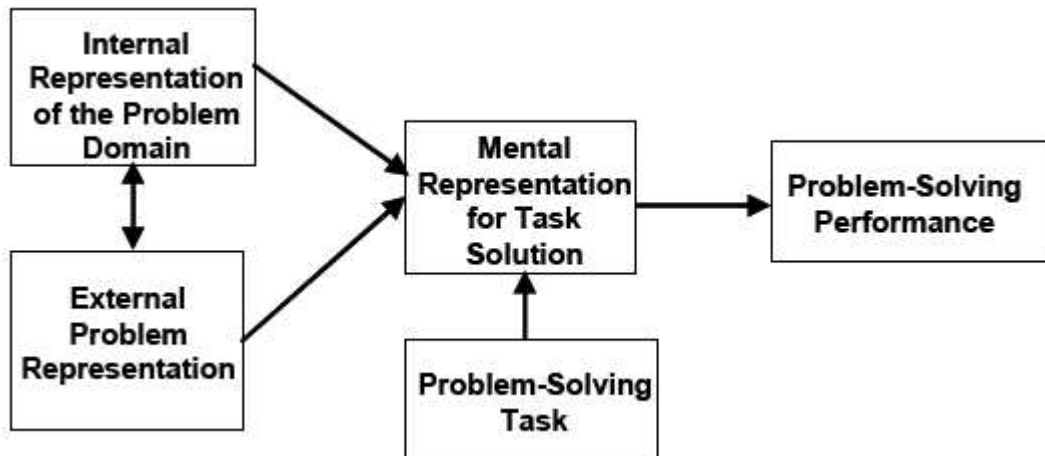 Internal
Representation
of the Problem
Domain
External
Problem
Representation
Mental
Representation
for Task
Solution
Problem-Solving
Task
Problem-Solving
Performance